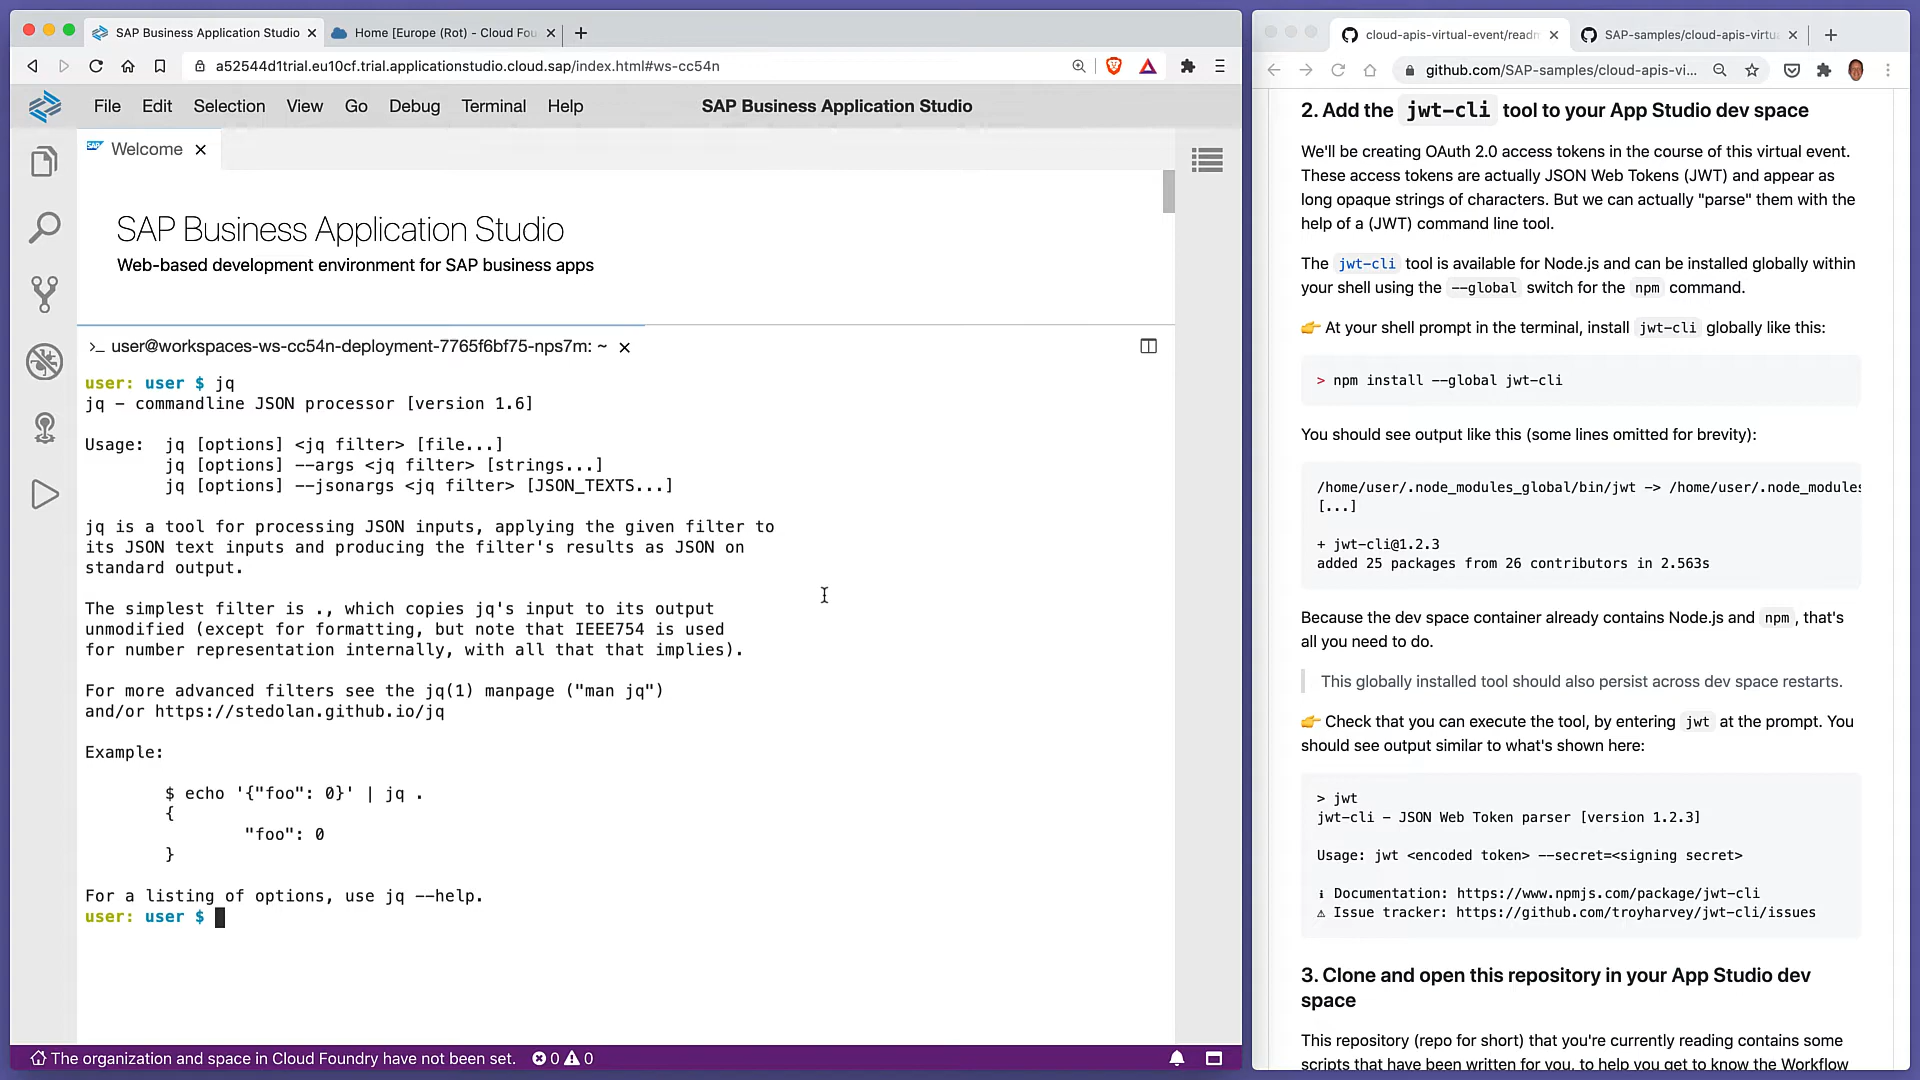 SAP Business Application Studio
Home [Europe (Rot) - Cloud Fou
a52544d1trial.eu10cf.trial.applicationstudio.cloud.sap/index.html#ws-cc54n
File Edit Selection View Go Debug Terminal Help SAP Business Application Studio
SAP Welcome
SAP Business Application Studio
Web-based development environment for SAP business apps
>_ user@workspaces-ws-cc54n-deployment-7765f6bf75-nps7m: ~
user: user $ jq
jq - commandline JSON processor [version 1.6]
Usage:  jq [options] <jq filter> [file...]
jq [options] --args <jq filter> [strings...]
jq [options] --jsonargs <jq filter> [JSON_TEXTS...]
jq is a tool for processing JSON inputs, applying the given filter to
its JSON text inputs and producing the filter's results as JSON on
standard output.
The simplest filter is ., which copies jq's input to its output
unmodified (except for formatting, but note that IEEE754 is used
for number representation internally, with all that that implies).
For more advanced filters see the jq(1) manpage ("man jq")
and/or https://stedolan.github.io/jq
Example:
$ echo '{"foo": 0}' | jq .
{
"foo": 0
}
For a listing of options, use jq --help.
user: user $
The organization and space in Cloud Foundry have not been set. 0 0
cloud-apis-virtual-event/readm
SAP-samples/cloud-apis-virtua
github.com/SAP-samples/cloud-apis-vi...
2. Add the jwt-cli tool to your App Studio dev space
We'll be creating OAuth 2.0 access tokens in the course of this virtual event.
These access tokens are actually JSON Web Tokens (JWT) and appear as
long opaque strings of characters. But we can actually "parse" them with the
help of a (JWT) command line tool.
The jwt-cli tool is available for Node.js and can be installed globally within
your shell using the --global switch for the npm command.
👉 At your shell prompt in the terminal, install jwt-cli globally like this:
> npm install --global jwt-cli
You should see output like this (some lines omitted for brevity):
/home/user/.node_modules_global/bin/jwt -> /home/user/.node_modules
[...]
+ jwt-cli@1.2.3
added 25 packages from 26 contributors in 2.563s
Because the dev space container already contains Node.js and npm, that's
all you need to do.
This globally installed tool should also persist across dev space restarts.
👉 Check that you can execute the tool, by entering jwt at the prompt. You
should see output similar to what's shown here:
> jwt
jwt-cli - JSON Web Token parser [version 1.2.3]
Usage: jwt <encoded token> --secret=<signing secret>
ℹ Documentation: https://www.npmjs.com/package/jwt-cli
⚠ Issue tracker: https://github.com/troyharvey/jwt-cli/issues
3. Clone and open this repository in your App Studio dev
space
This repository (repo for short) that you're currently reading contains some
scripts that have been written for you, to help you get to know the Workflow